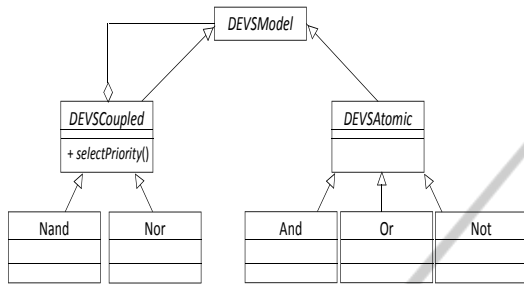 DEVSModel
DEVSCoupled
+ selectPriority()
DEVSAtomic
Nand
Nor
And
Or
Not